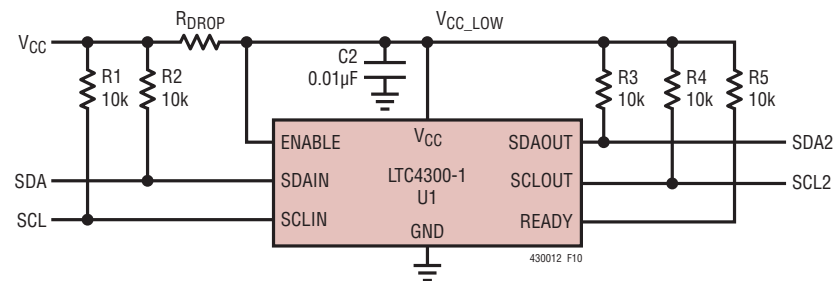 RDROP
VCC
VCC_LOW
R1
10k
R2
10k
C2
0.01µF
R3
10k
R4
10k
R5
10k
ENABLE
VCC
SDAOUT
SDA2
SDA
SDAIN
LTC4300-1
U1
SCLOUT
SCL2
SCL
SCLIN
READY
GND
430012 F10